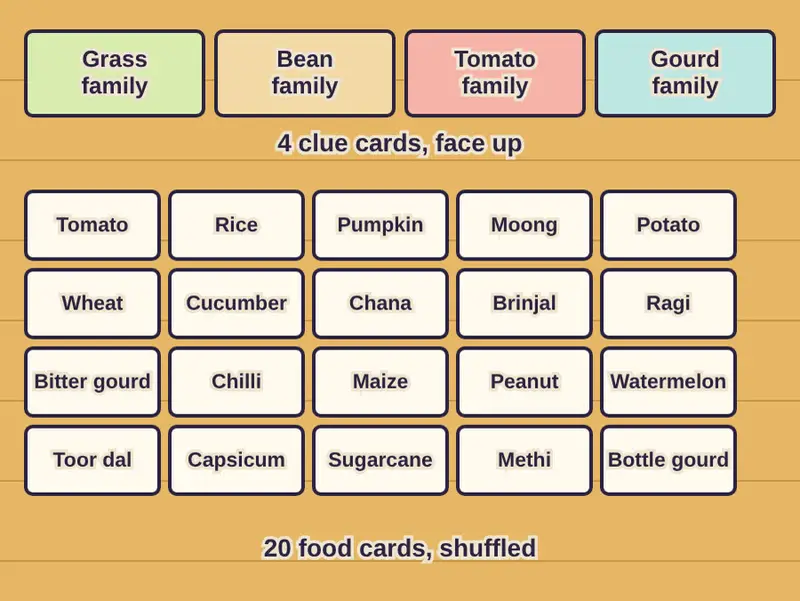 Grass
family
Bean
family
Tomato
family
Gourd
family
4 clue cards, face up
Tomato
Rice
Pumpkin
Moong
Potato
Wheat
Cucumber
Chana
Brinjal
Ragi
Bitter gourd
Chilli
Maize
Peanut
Watermelon
Toor dal
Capsicum
Sugarcane
Methi
Bottle gourd
20 food cards, shuffled